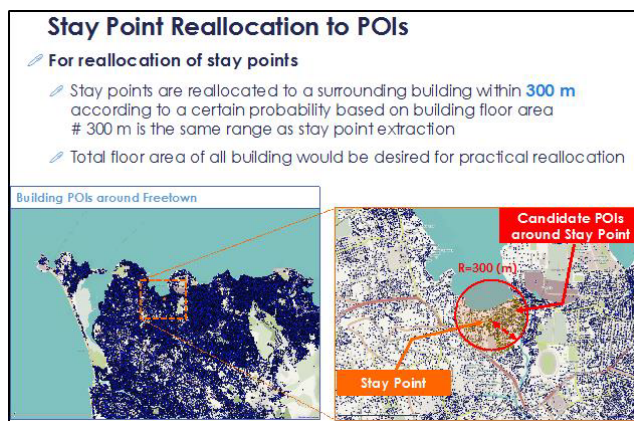 Stay Point Reallocation to POIs
For reallocation of stay points
Stay points are reallocated to a surrounding building within 300 m
according to a certain probability based on building floor area
# 300 m is the same range as stay point extraction
Total floor area of all building would be desired for practical reallocation
Building POIs around Freetown
Candidate POIs
around Stay Point
R=300 (m)
Stay Point